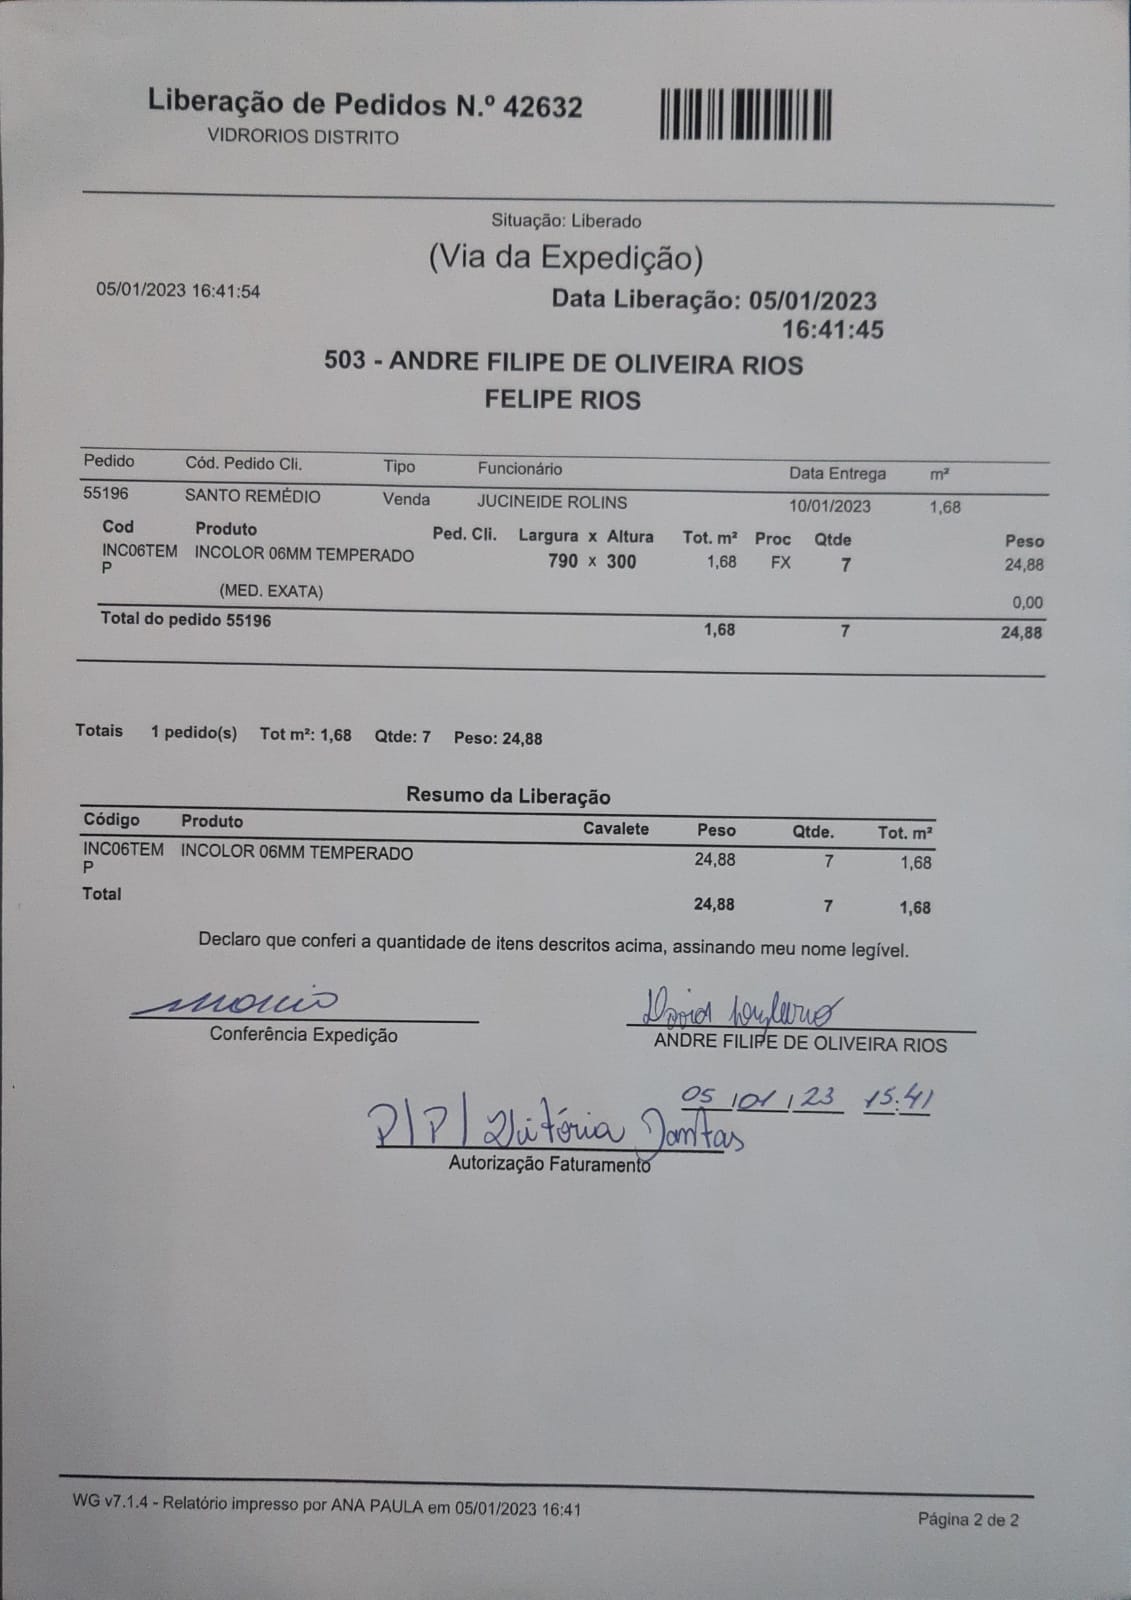 Liberação de Pedidos N.º 42632
VIDRORIOS DISTRITO
Situação: Liberado
(Via da Expedição)
05/01/2023 16:41:54
Data Liberação: 05/01/2023
16:41:45
503 - ANDRE FILIPE DE OLIVEIRA RIOS
FELIPE RIOS
Pedido Cód. Pedido Cli. Tipo Funcionário Data Entrega m²
55196 SANTO REMÉDIO Venda JUCINEIDE ROLINS 10/01/2023 1,68
Cod Produto Ped. Cli. Largura x Altura Tot. m² Proc Qtde Peso
INC06TEM INCOLOR 06MM TEMPERADO 790 x 300 1,68 FX 7 24,88
P
(MED. EXATA) 0,00
Total do pedido 55196 1,68 7 24,88
Totais 1 pedido(s) Tot m²: 1,68 Qtde: 7 Peso: 24,88
Resumo da Liberação
Código Produto Cavalete Peso Qtde. Tot. m²
INC06TEM INCOLOR 06MM TEMPERADO 24,88 7 1,68
P
Total 24,88 7 1,68
Declaro que conferi a quantidade de itens descritos acima, assinando meu nome legível.
David
Conferência Expedição ANDRE FILIPE DE OLIVEIRA RIOS
05/01/23 15:41
P/P/ Vitória Dantas
Autorização Faturamento
WG v7.1.4 - Relatório impresso por ANA PAULA em 05/01/2023 16:41
Página 2 de 2